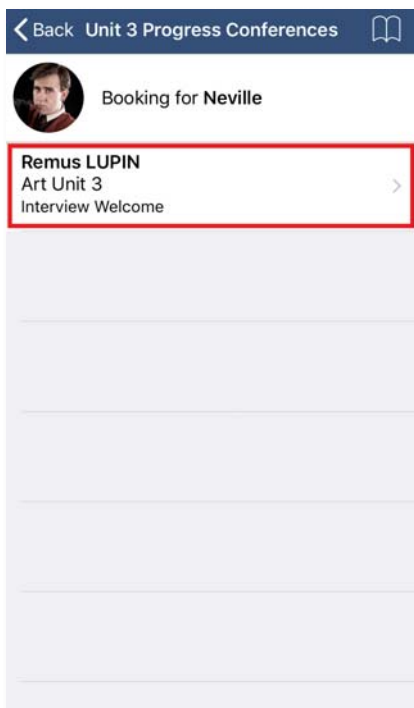 Back Unit 3 Progress Conferences
Booking for Neville
Remus LUPIN
Art Unit 3
Interview Welcome